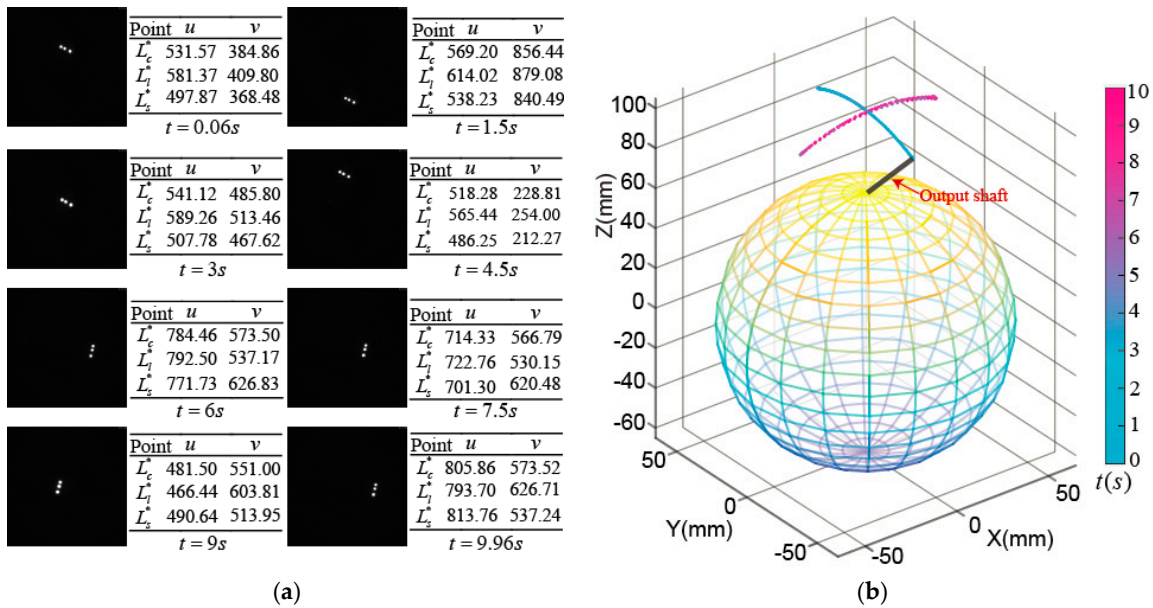 Point u v
L*c 531.57 384.86
L*l 581.37 409.80
L*s 497.87 368.48
t = 0.06s
Point u v
L*c 569.20 856.44
L*l 614.02 879.08
L*s 538.23 840.49
t = 1.5s
Point u v
L*c 541.12 485.80
L*l 589.26 513.46
L*s 507.78 467.62
t = 3s
Point u v
L*c 518.28 228.81
L*l 565.44 254.00
L*s 486.25 212.27
t = 4.5s
Point u v
L*c 784.46 573.50
L*l 792.50 537.17
L*s 771.73 626.83
t = 6s
Point u v
L*c 714.33 566.79
L*l 722.76 530.15
L*s 701.30 620.48
t = 7.5s
Point u v
L*c 481.50 551.00
L*l 466.44 603.81
L*s 490.64 513.95
t = 9s
Point u v
L*c 805.86 573.52
L*l 793.70 626.71
L*s 813.76 537.24
t = 9.96s
(a)
Z(mm)
100
80
60
40
20
0
-20
-40
-60
Output shaft
50
0
-50
Y(mm)
-50
0
50
X(mm)
10
9
8
7
6
5
4
3
2
1
0
t(s)
(b)